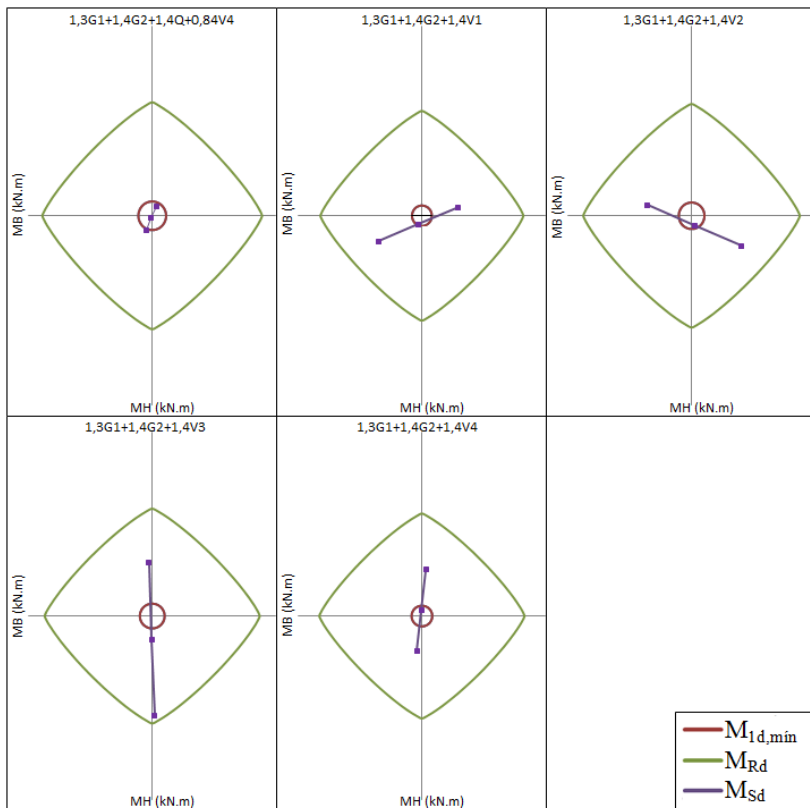 1,3G1+1,4G2+1,4Q+0,84V4
MB (kN.m)
MH (kN.m)
1,3G1+1,4G2+1,4V1
MB (kN.m)
MH (kN.m)
1,3G1+1,4G2+1,4V2
MB (kN.m)
MH (kN.m)
1,3G1+1,4G2+1,4V3
MB (kN.m)
MH (kN.m)
1,3G1+1,4G2+1,4V4
MB (kN.m)
MH (kN.m)
M1d,mín
MRd
MSd